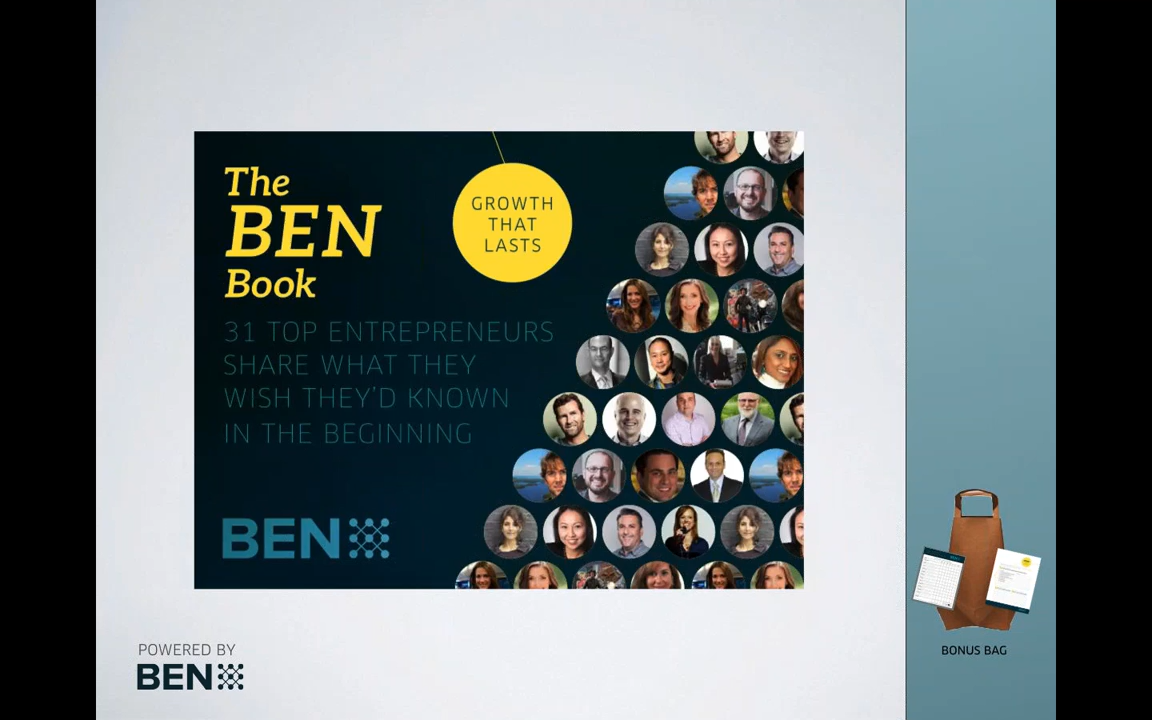 The
BEN
Book
GROWTH
THAT
LASTS
31 TOP ENTREPRENEURS
SHARE WHAT THEY
WISH THEY'D KNOWN
IN THE BEGINNING
BEN
POWERED BY
BEN
BONUS BAG